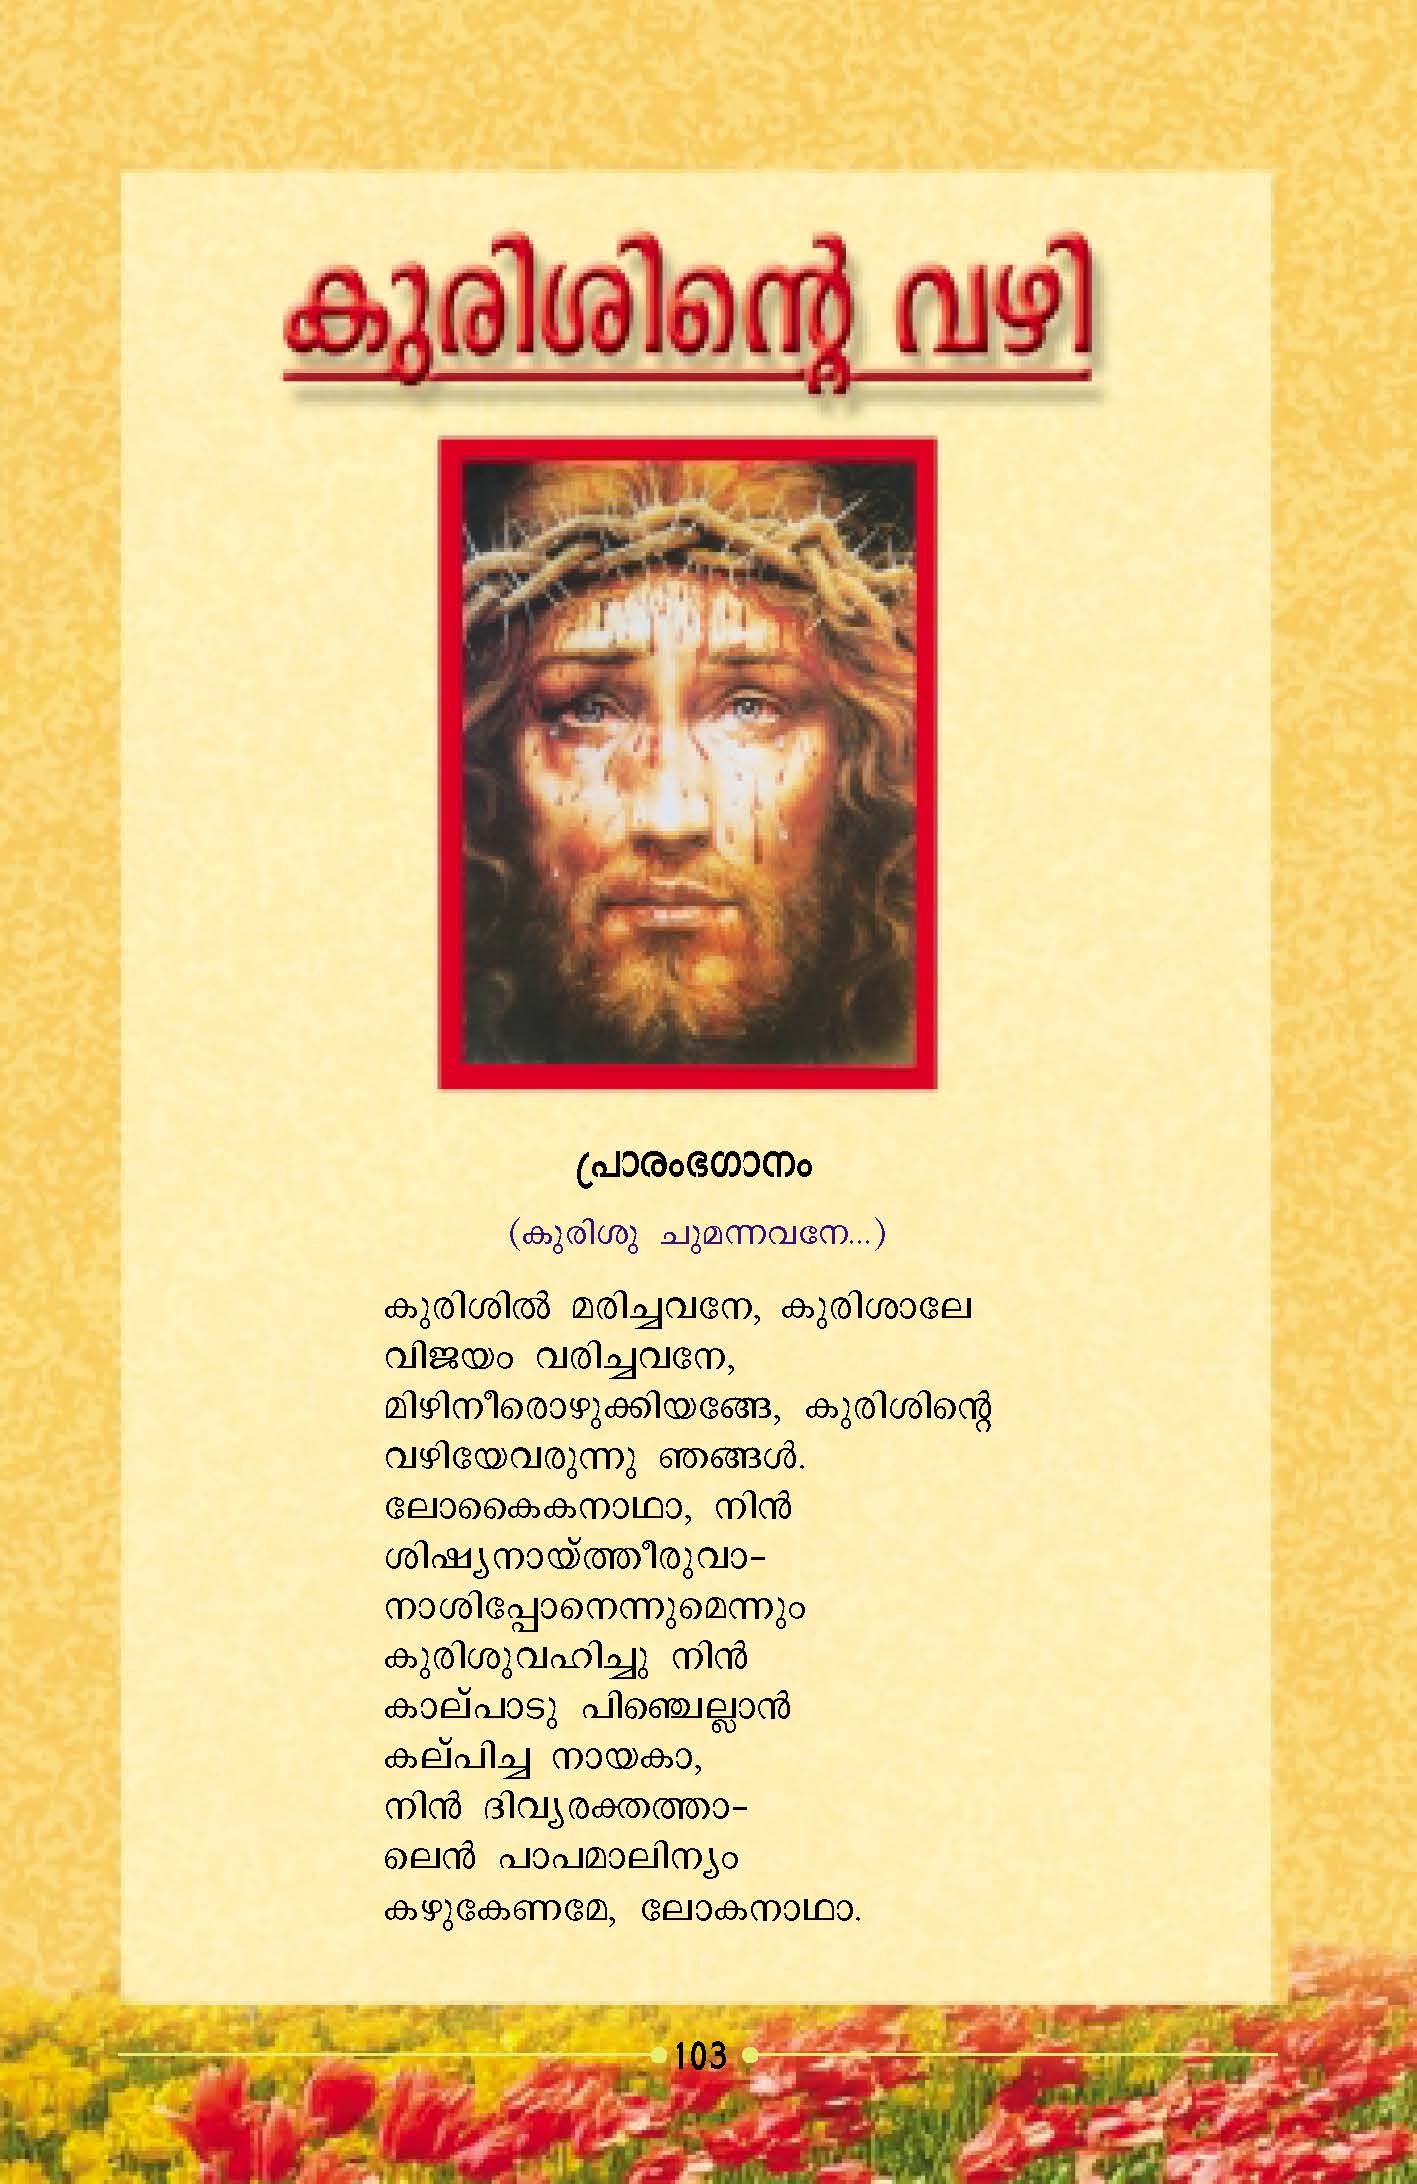 കുരിശിന്റെ വഴി
പ്രാരംഭഗാനം
(കുരിശു ചുമന്നവനേ...)
കുരിശിൽ മരിച്ചവനേ, കുരിശാലേ
വിജയം വരിച്ചവനേ,
മിഴിനീരൊഴുക്കിയങ്ങേ, കുരിശിന്റെ
വഴിയേവരുന്നു ഞങ്ങൾ.
ലോകൈകനാഥാ, നിൻ
ശിഷ്യനായ്ത്തീരുവാ-
നാശിപ്പോനെന്നുമെന്നും
കുരിശുവഹിച്ചു നിൻ
കാല്പാടു പിഞ്ചെല്ലാൻ
കല്പിച്ച നായകാ,
നിൻ ദിവ്യരക്തത്താ-
ലെൻ പാപമാലിന്യം
കഴുകേണമേ, ലോകനാഥാ.
103